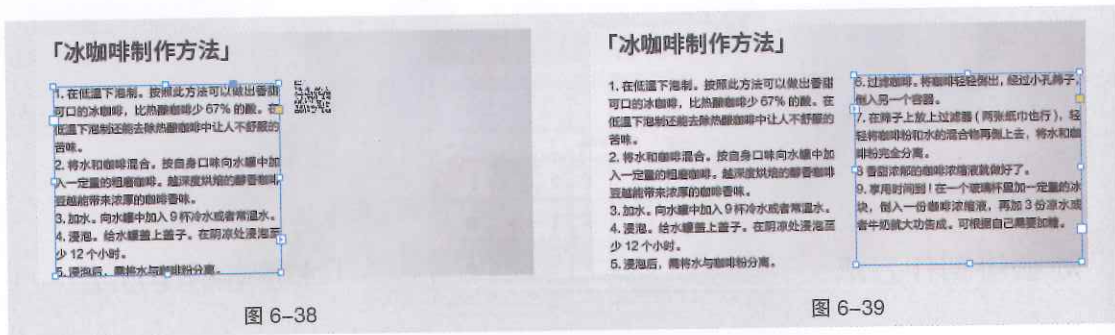 「冰咖啡制作方法」
1. 在低温下泡制。按照此方法可以做出香甜
可口的冰咖啡，比热酿咖啡少 67% 的酸。在
低温下泡制还能去除热酿咖啡中让人不舒服的
苦味。
2. 将水和咖啡混合。按自身口味向水罐中加
入一定量的粗磨咖啡。越深度烘焙的醇香咖啡
豆越能带来浓厚的咖啡香味。
3. 加水。向水罐中加入 9 杯冷水或者常温水。
4. 浸泡。给水罐盖上盖子。在阴凉处浸泡至
少 12 个小时。
5. 浸泡后，需将水与咖啡粉分离。
图 6-38
「冰咖啡制作方法」
1. 在低温下泡制。按照此方法可以做出香甜
可口的冰咖啡，比热酿咖啡少 67% 的酸。在
低温下泡制还能去除热酿咖啡中让人不舒服的
苦味。
2. 将水和咖啡混合。按自身口味向水罐中加
入一定量的粗磨咖啡。越深度烘焙的醇香咖啡
豆越能带来浓厚的咖啡香味。
3. 加水。向水罐中加入 9 杯冷水或者常温水。
4. 浸泡。给水罐盖上盖子。在阴凉处浸泡至
少 12 个小时。
5. 浸泡后，需将水与咖啡粉分离。
6. 过滤咖啡。将咖啡轻轻倒出，经过小孔筛子，
倒入另一个容器。
7. 在筛子上放上过滤器（两张纸巾也行），轻
轻将咖啡粉和水的混合物再倒上去，将水和咖
啡粉完全分离。
8 香甜浓郁的咖啡浓缩液就做好了。
9. 享用时间到！在一个玻璃杯里加一定量的冰
块，倒入一份咖啡浓缩液，再加 3 份凉水或
者牛奶就大功告成。可根据自己需要加糖。
图 6-39